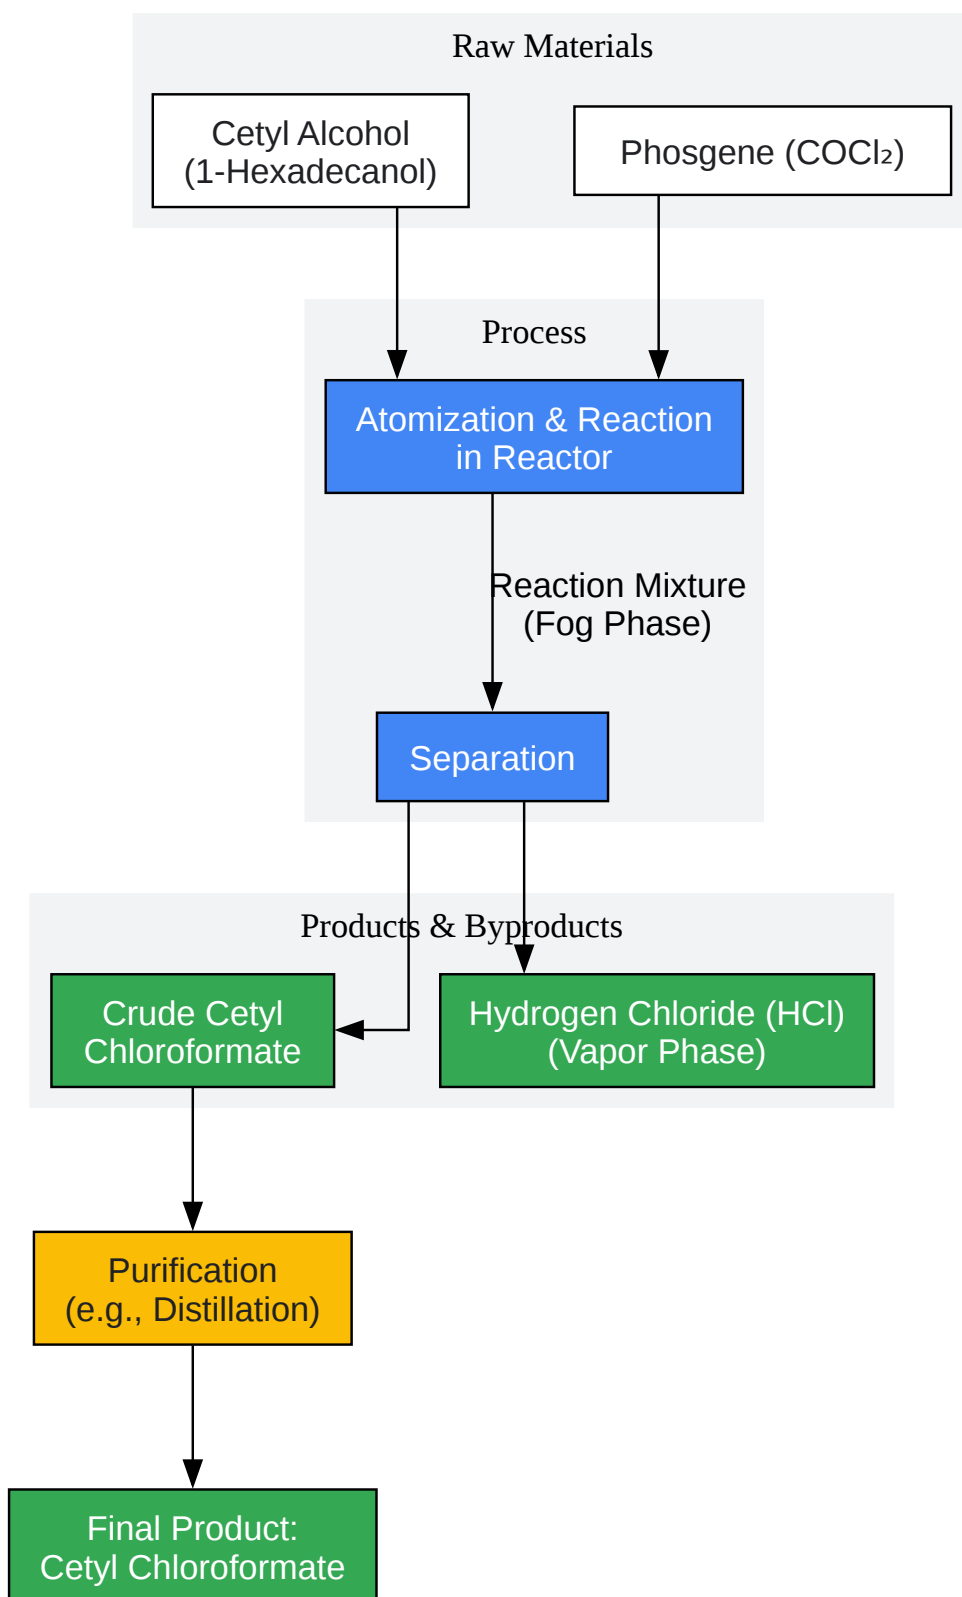 Raw Materials
Cetyl Alcohol
(1-Hexadecanol)
Phosgene (COCl₂)
Process
Atomization & Reaction
in Reactor
Reaction Mixture
(Fog Phase)
Separation
Products & Byproducts
Crude Cetyl
Chloroformate
Hydrogen Chloride (HCl)
(Vapor Phase)
Purification
(e.g., Distillation)
Final Product:
Cetyl Chloroformate